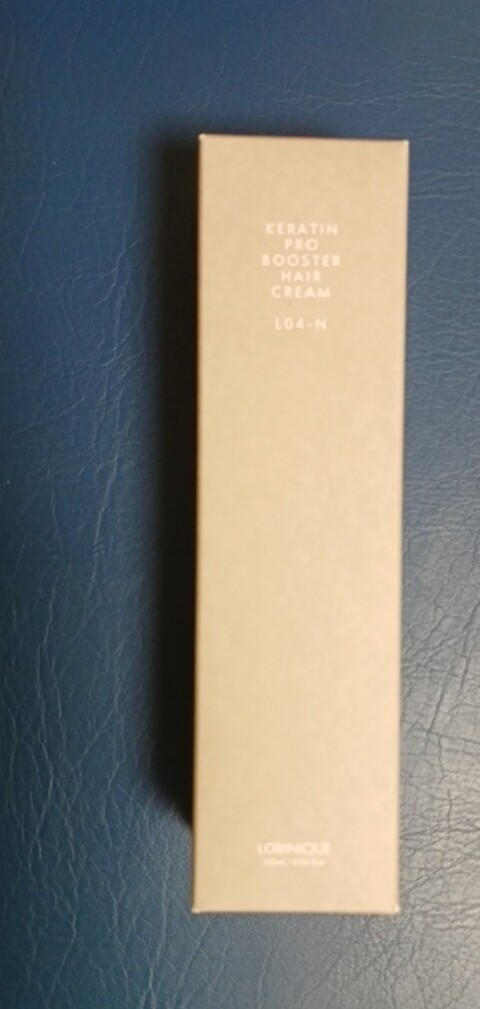 KERATIN
PRO
BOOSTER
HAIR
CREAM
L04-N
LORINIQUE